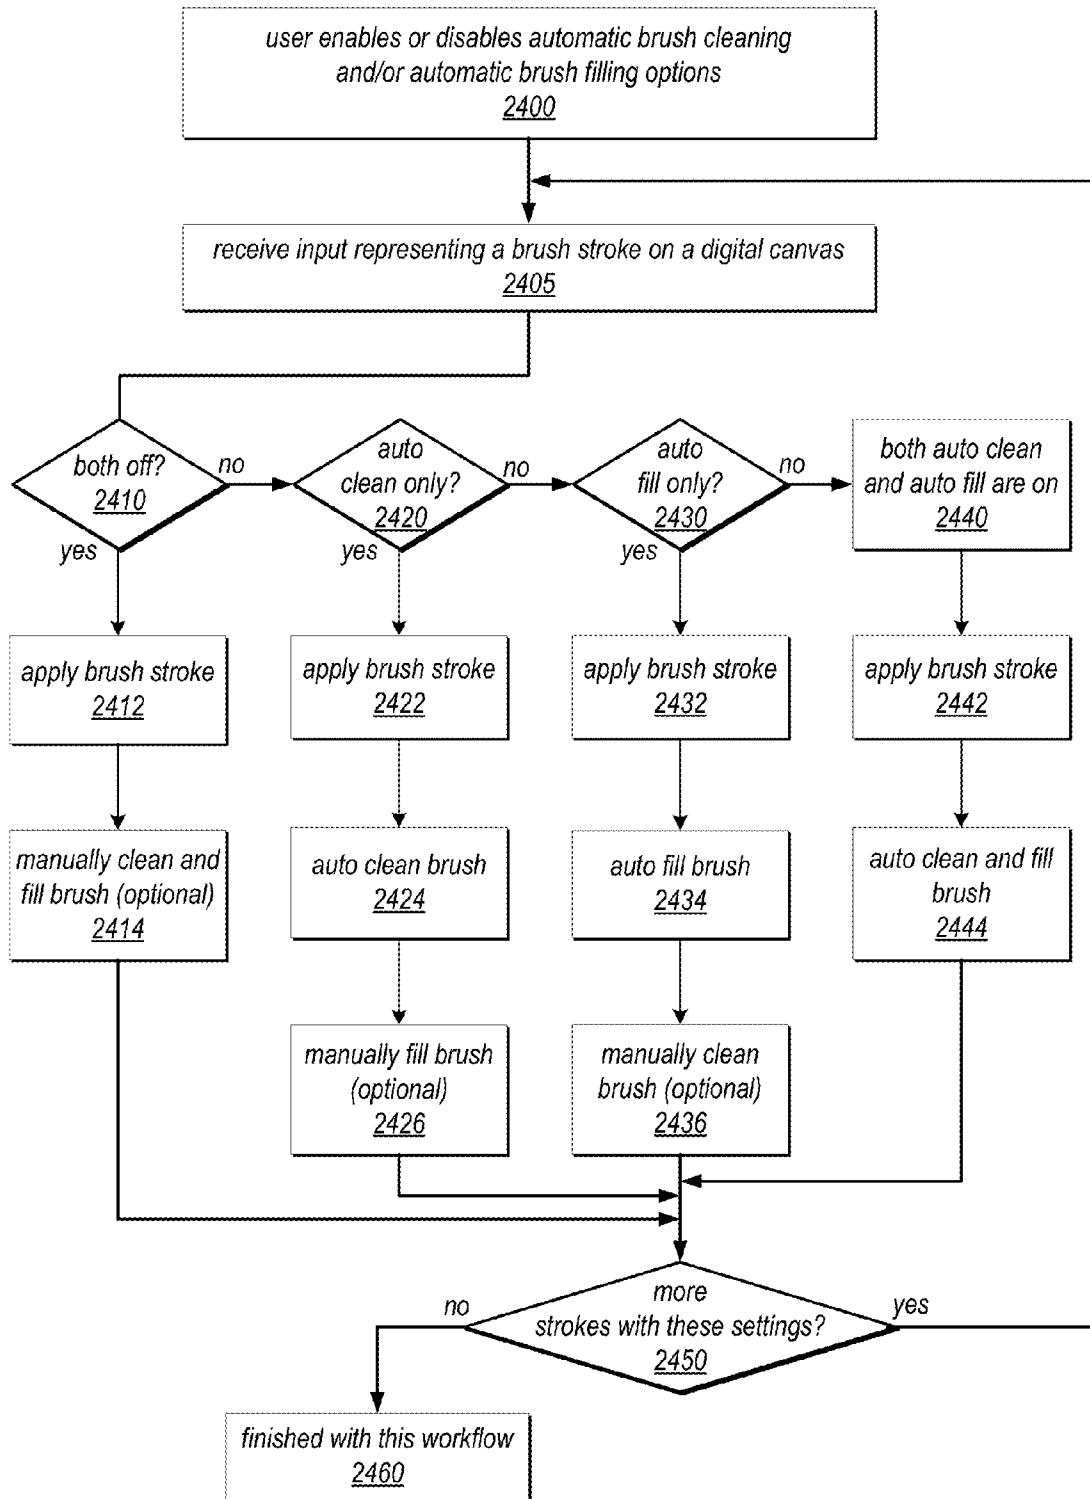 user enables or disables automatic brush cleaning
and/or automatic brush filling options
2400
receive input representing a brush stroke on a digital canvas
2405
both off?
2410
no
yes
auto
clean only?
2420
no
yes
auto
fill only?
2430
no
yes
both auto clean
and auto fill are on
2440
apply brush stroke
2412
apply brush stroke
2422
apply brush stroke
2432
apply brush stroke
2442
manually clean and
fill brush (optional)
2414
auto clean brush
2424
auto fill brush
2434
auto clean and fill
brush
2444
manually fill brush
(optional)
2426
manually clean
brush (optional)
2436
more
strokes with these settings?
2450
no
yes
finished with this workflow
2460